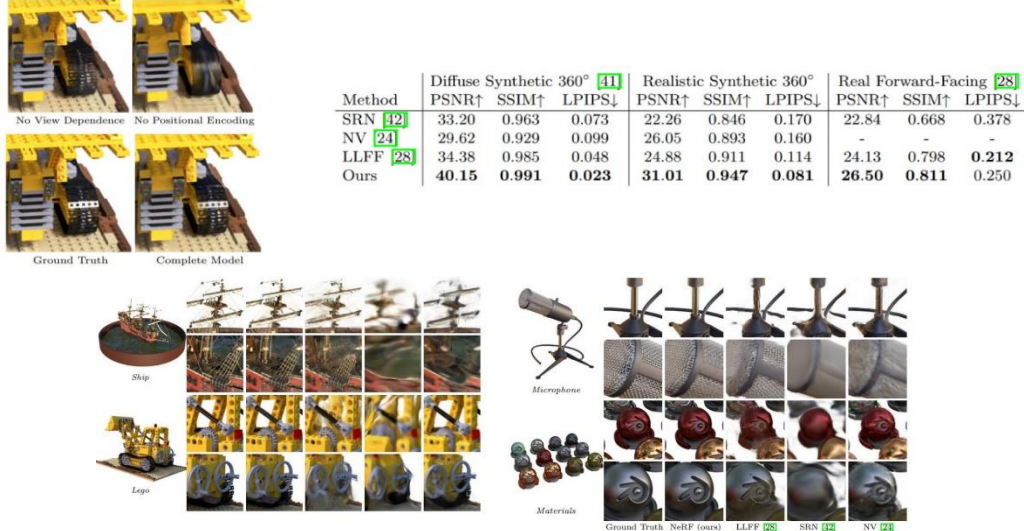 No View Dependence No Positional Encoding
Ground Truth Complete Model
Diffuse Synthetic 360° [41] Realistic Synthetic 360° Real Forward-Facing [28]
Method PSNR↑ SSIM↑ LPIPS↓ PSNR↑ SSIM↑ LPIPS↓ PSNR↑ SSIM↑ LPIPS↓
SRN [42] 33.20 0.963 0.073 22.26 0.846 0.170 22.84 0.668 0.378
NV [24] 29.62 0.929 0.099 26.05 0.893 0.160 - - -
LLFF [28] 34.38 0.985 0.048 24.88 0.911 0.114 24.13 0.798 0.212
Ours 40.15 0.991 0.023 31.01 0.947 0.081 26.50 0.811 0.250
Ship
Lego
Microphone
Materials
Ground Truth NeRF (ours) LLFF [28] SRN [42] NV [24]